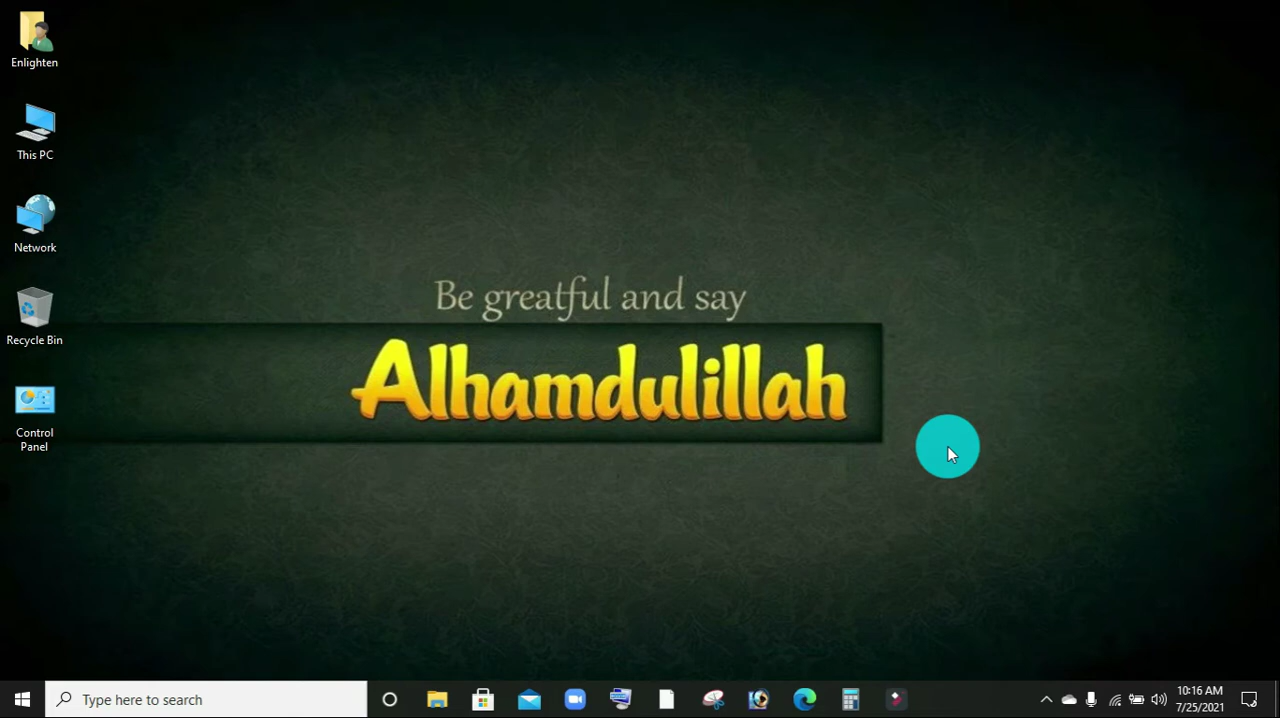 Enlighten
This PC
Network
Be greatful and say
Alhamdulillah
Recycle Bin
Control
Panel
Type here to search
10:16 AM
7/25/2021